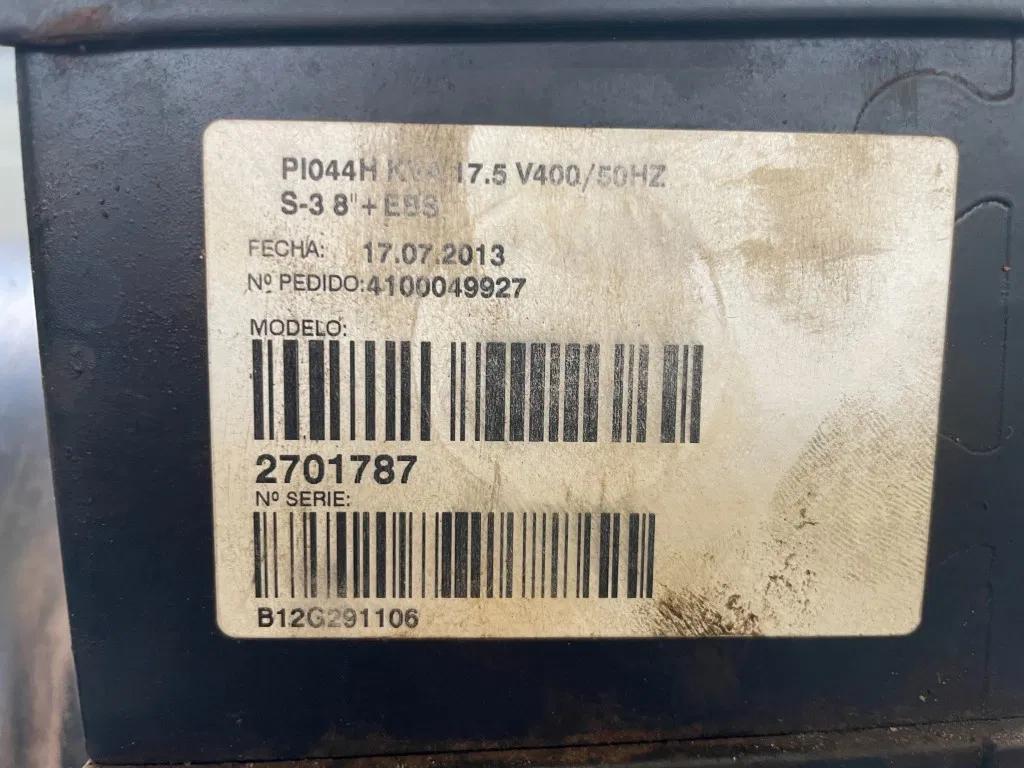 PI044H KVA 17.5 V400/50HZ
S-3 8"+EBS
FECHA: 17.07.2013
Nº PEDIDO:4100049927
MODELO:
2701787
Nº SERIE:
B12G291106